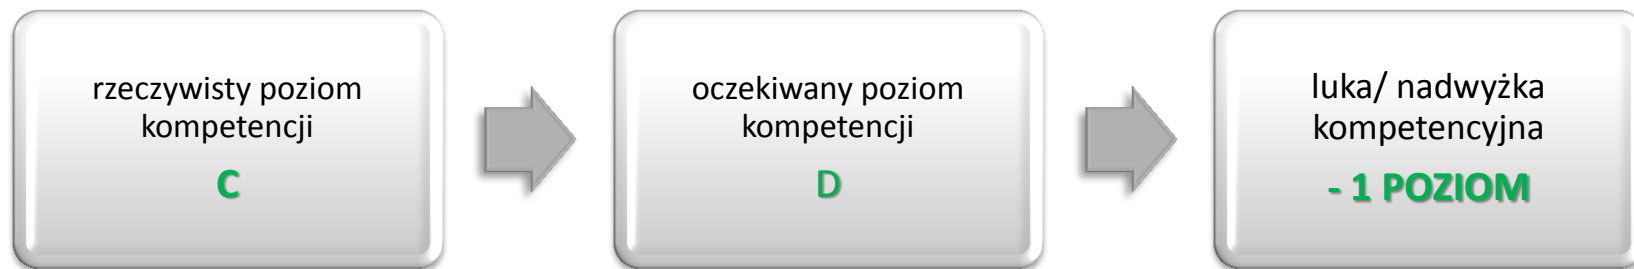 rzeczywisty poziom
kompetencji
C
oczekiwany poziom
kompetencji
D
luka/ nadwyżka
kompetencyjna
- 1 POZIOM